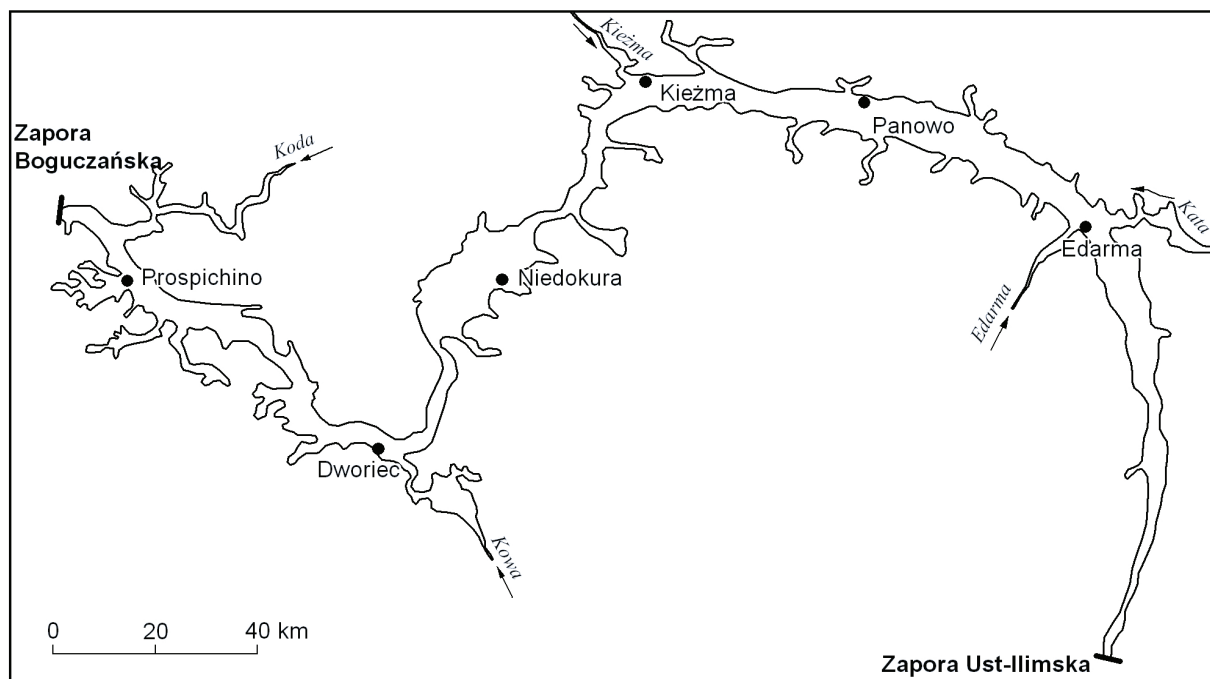 Kieżma
Kieżma
Panowo
Zapora
Boguczańska
Koda
Kata
Edarma
Prospichino
Niedokura
Edarma
Dworiec
Kowa
0 20 40 km
Zapora Ust-Ilimska